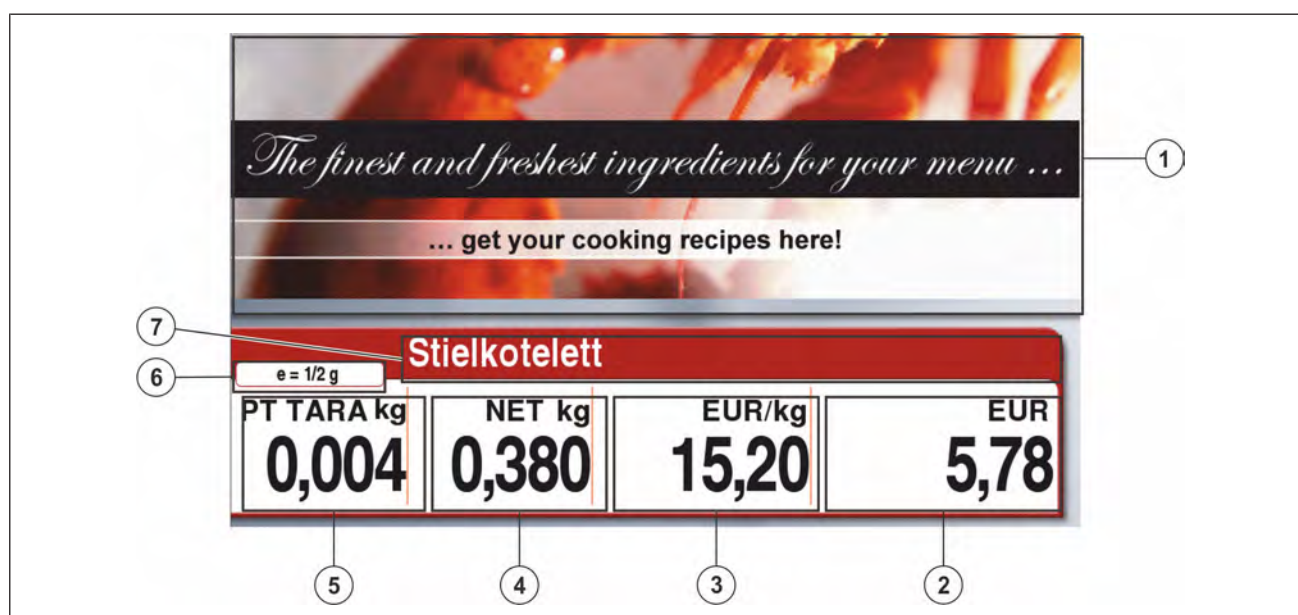 The finest and freshest ingredients for your menu ...
1
... get your cooking recipes here!
7
Stielkotelett
6
e = 1/2 g
PT TARA kg NET kg EUR/kg EUR
0,004 0,380 15,20 5,78
5 4 3 2